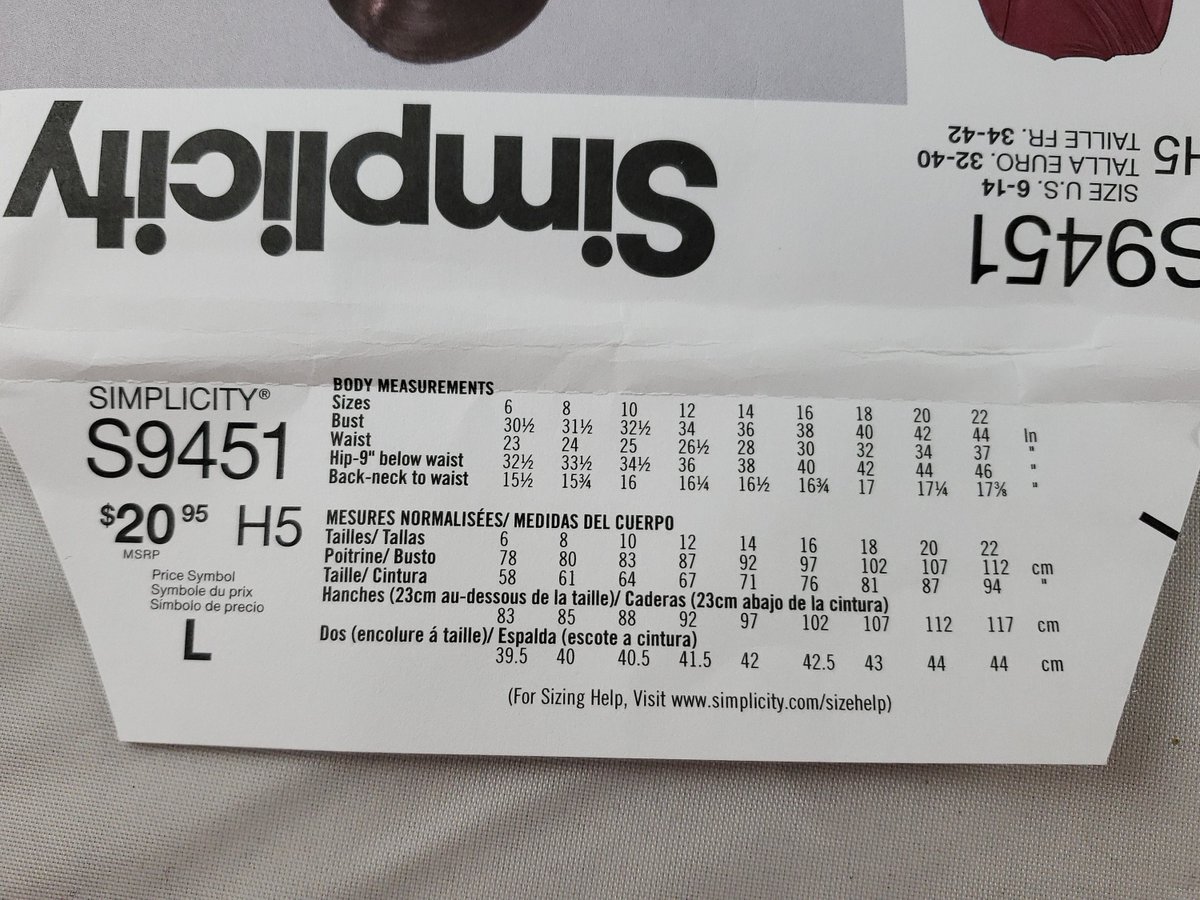 Simplicity
S9451
SIZE U.S. 6-14
TALLA EURO. 32-40
TAILLE FR. 34-42
H5
SIMPLICITY®
S9451
$20 95 H5
MSRP
Price Symbol
Symbole du prix
Símbolo de precio
L
BODY MEASUREMENTS
Sizes 6 8 10 12 14 16 18 20 22
Bust 30½ 31½ 32½ 34 36 38 40 42 44 In
Waist 23 24 25 26½ 28 30 32 34 37 "
Hip-9" below waist 32½ 33½ 34½ 36 38 40 42 44 46 "
Back-neck to waist 15½ 15¾ 16 16¼ 16½ 16¾ 17 17¼ 17⅜ "
MESURES NORMALISÉES/ MEDIDAS DEL CUERPO
Tailles/ Tallas 6 8 10 12 14 16 18 20 22
Poitrine/ Busto 78 80 83 87 92 97 102 107 112 cm
Taille/ Cintura 58 61 64 67 71 76 81 87 94 "
Hanches (23cm au-dessous de la taille)/ Caderas (23cm abajo de la cintura)
83 85 88 92 97 102 107 112 117 cm
Dos (encolure á taille)/ Espalda (escote a cintura)
39.5 40 40.5 41.5 42 42.5 43 44 44 cm
(For Sizing Help, Visit www.simplicity.com/sizehelp)